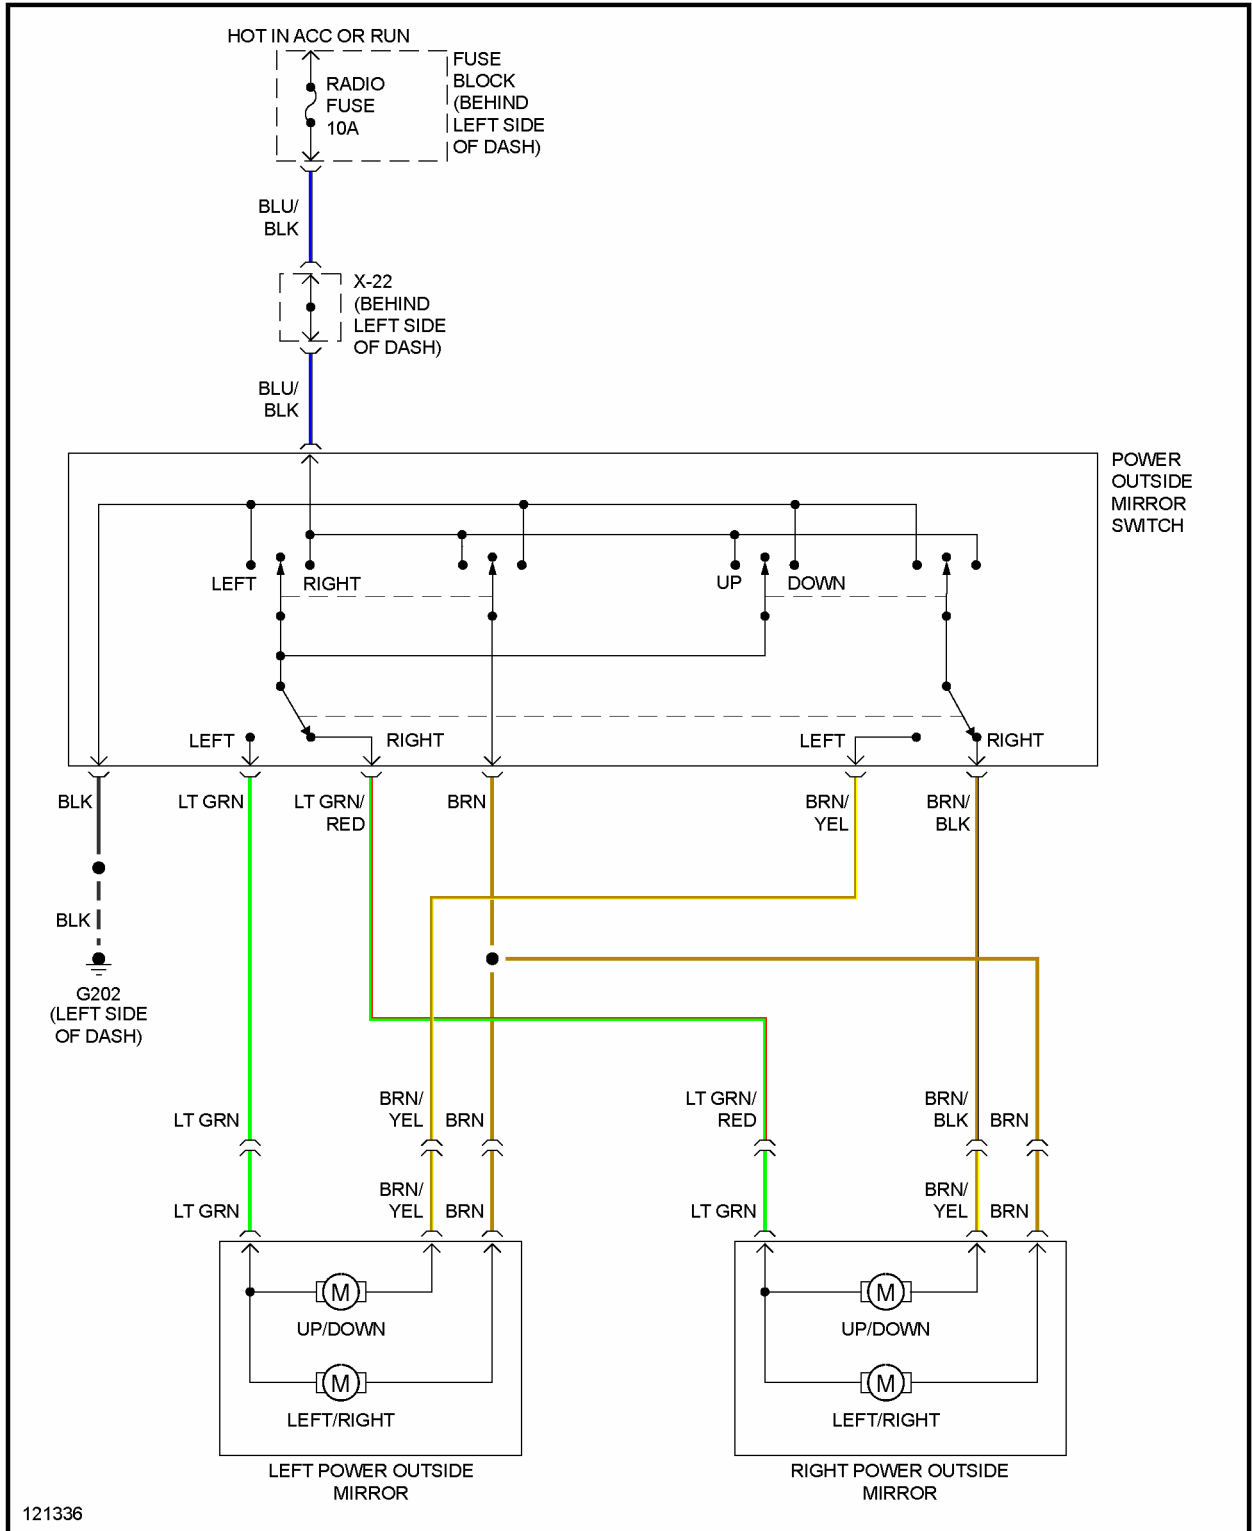 HOT IN ACC OR RUN
RADIO
FUSE
10A
FUSE
BLOCK
(BEHIND
LEFT SIDE
OF DASH)
BLU/
BLK
X-22
(BEHIND
LEFT SIDE
OF DASH)
BLU/
BLK
POWER
OUTSIDE
MIRROR
SWITCH
LEFT
RIGHT
UP
DOWN
LEFT
RIGHT
LEFT
RIGHT
BLK
LT GRN
LT GRN/
RED
BRN
BRN/
YEL
BRN/
BLK
BLK
G202
(LEFT SIDE
OF DASH)
LT GRN
BRN/
YEL
BRN
LT GRN/
RED
BRN/
BLK
BRN
LT GRN
BRN/
YEL
BRN
LT GRN
BRN/
YEL
BRN
M
UP/DOWN
M
LEFT/RIGHT
LEFT POWER OUTSIDE
MIRROR
M
UP/DOWN
M
LEFT/RIGHT
RIGHT POWER OUTSIDE
MIRROR
121336